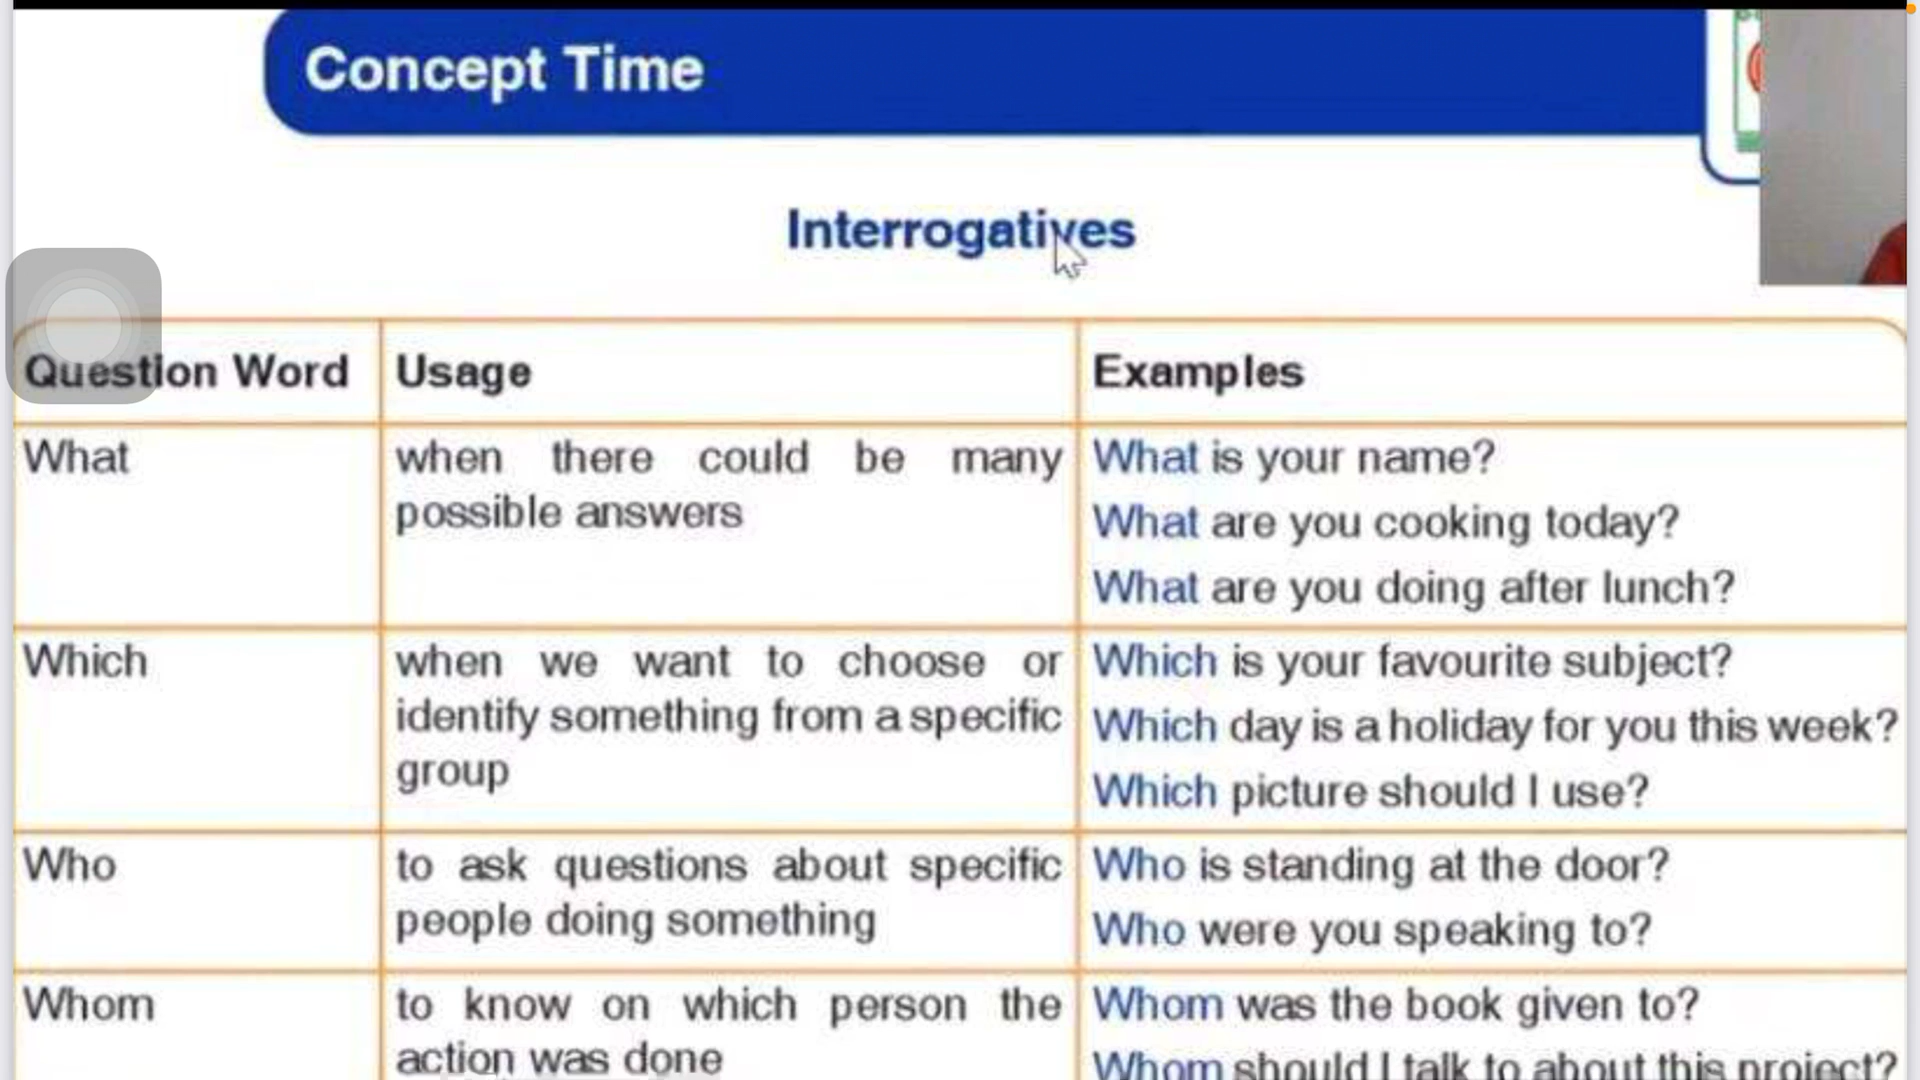 Concept Time
Interrogatives
Question Word Usage Examples
What
when there could be many
possible answers
What is your name?
What are you cooking today?
What are you doing after lunch?
Which
when we want to choose or
identify something from a specific
group
Which is your favourite subject?
Which day is a holiday for you this week?
Which picture should I use?
Who
to ask questions about specific
people doing something
Who is standing at the door?
Who were you speaking to?
Whom
to know on which person the
action was done
Whom was the book given to?
Whom should I talk to about this project?